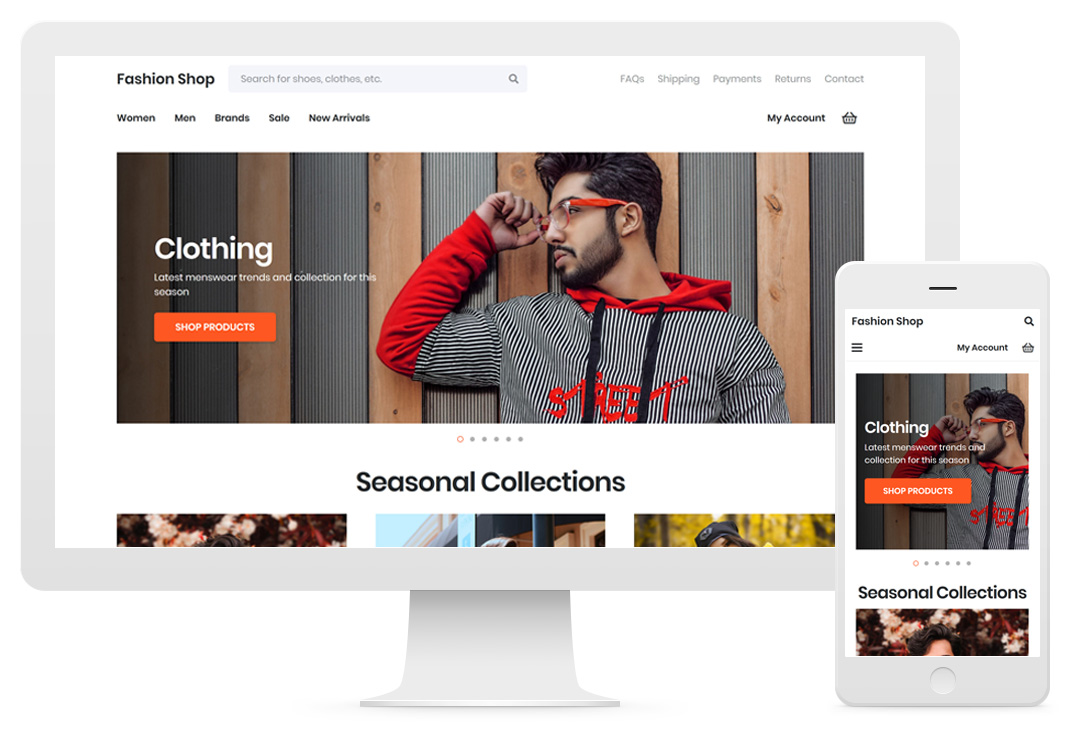 Fashion Shop
Search for shoes, clothes, etc.
FAQs Shipping Payments Returns Contact
Women Men Brands Sale New Arrivals
My Account
Clothing
Latest menswear trends and collection for this
season
SHOP PRODUCTS
STREET
Seasonal Collections
Fashion Shop
My Account
Clothing
Latest menswear trends and
collection for this season
SHOP PRODUCTS
STREET
Seasonal Collections